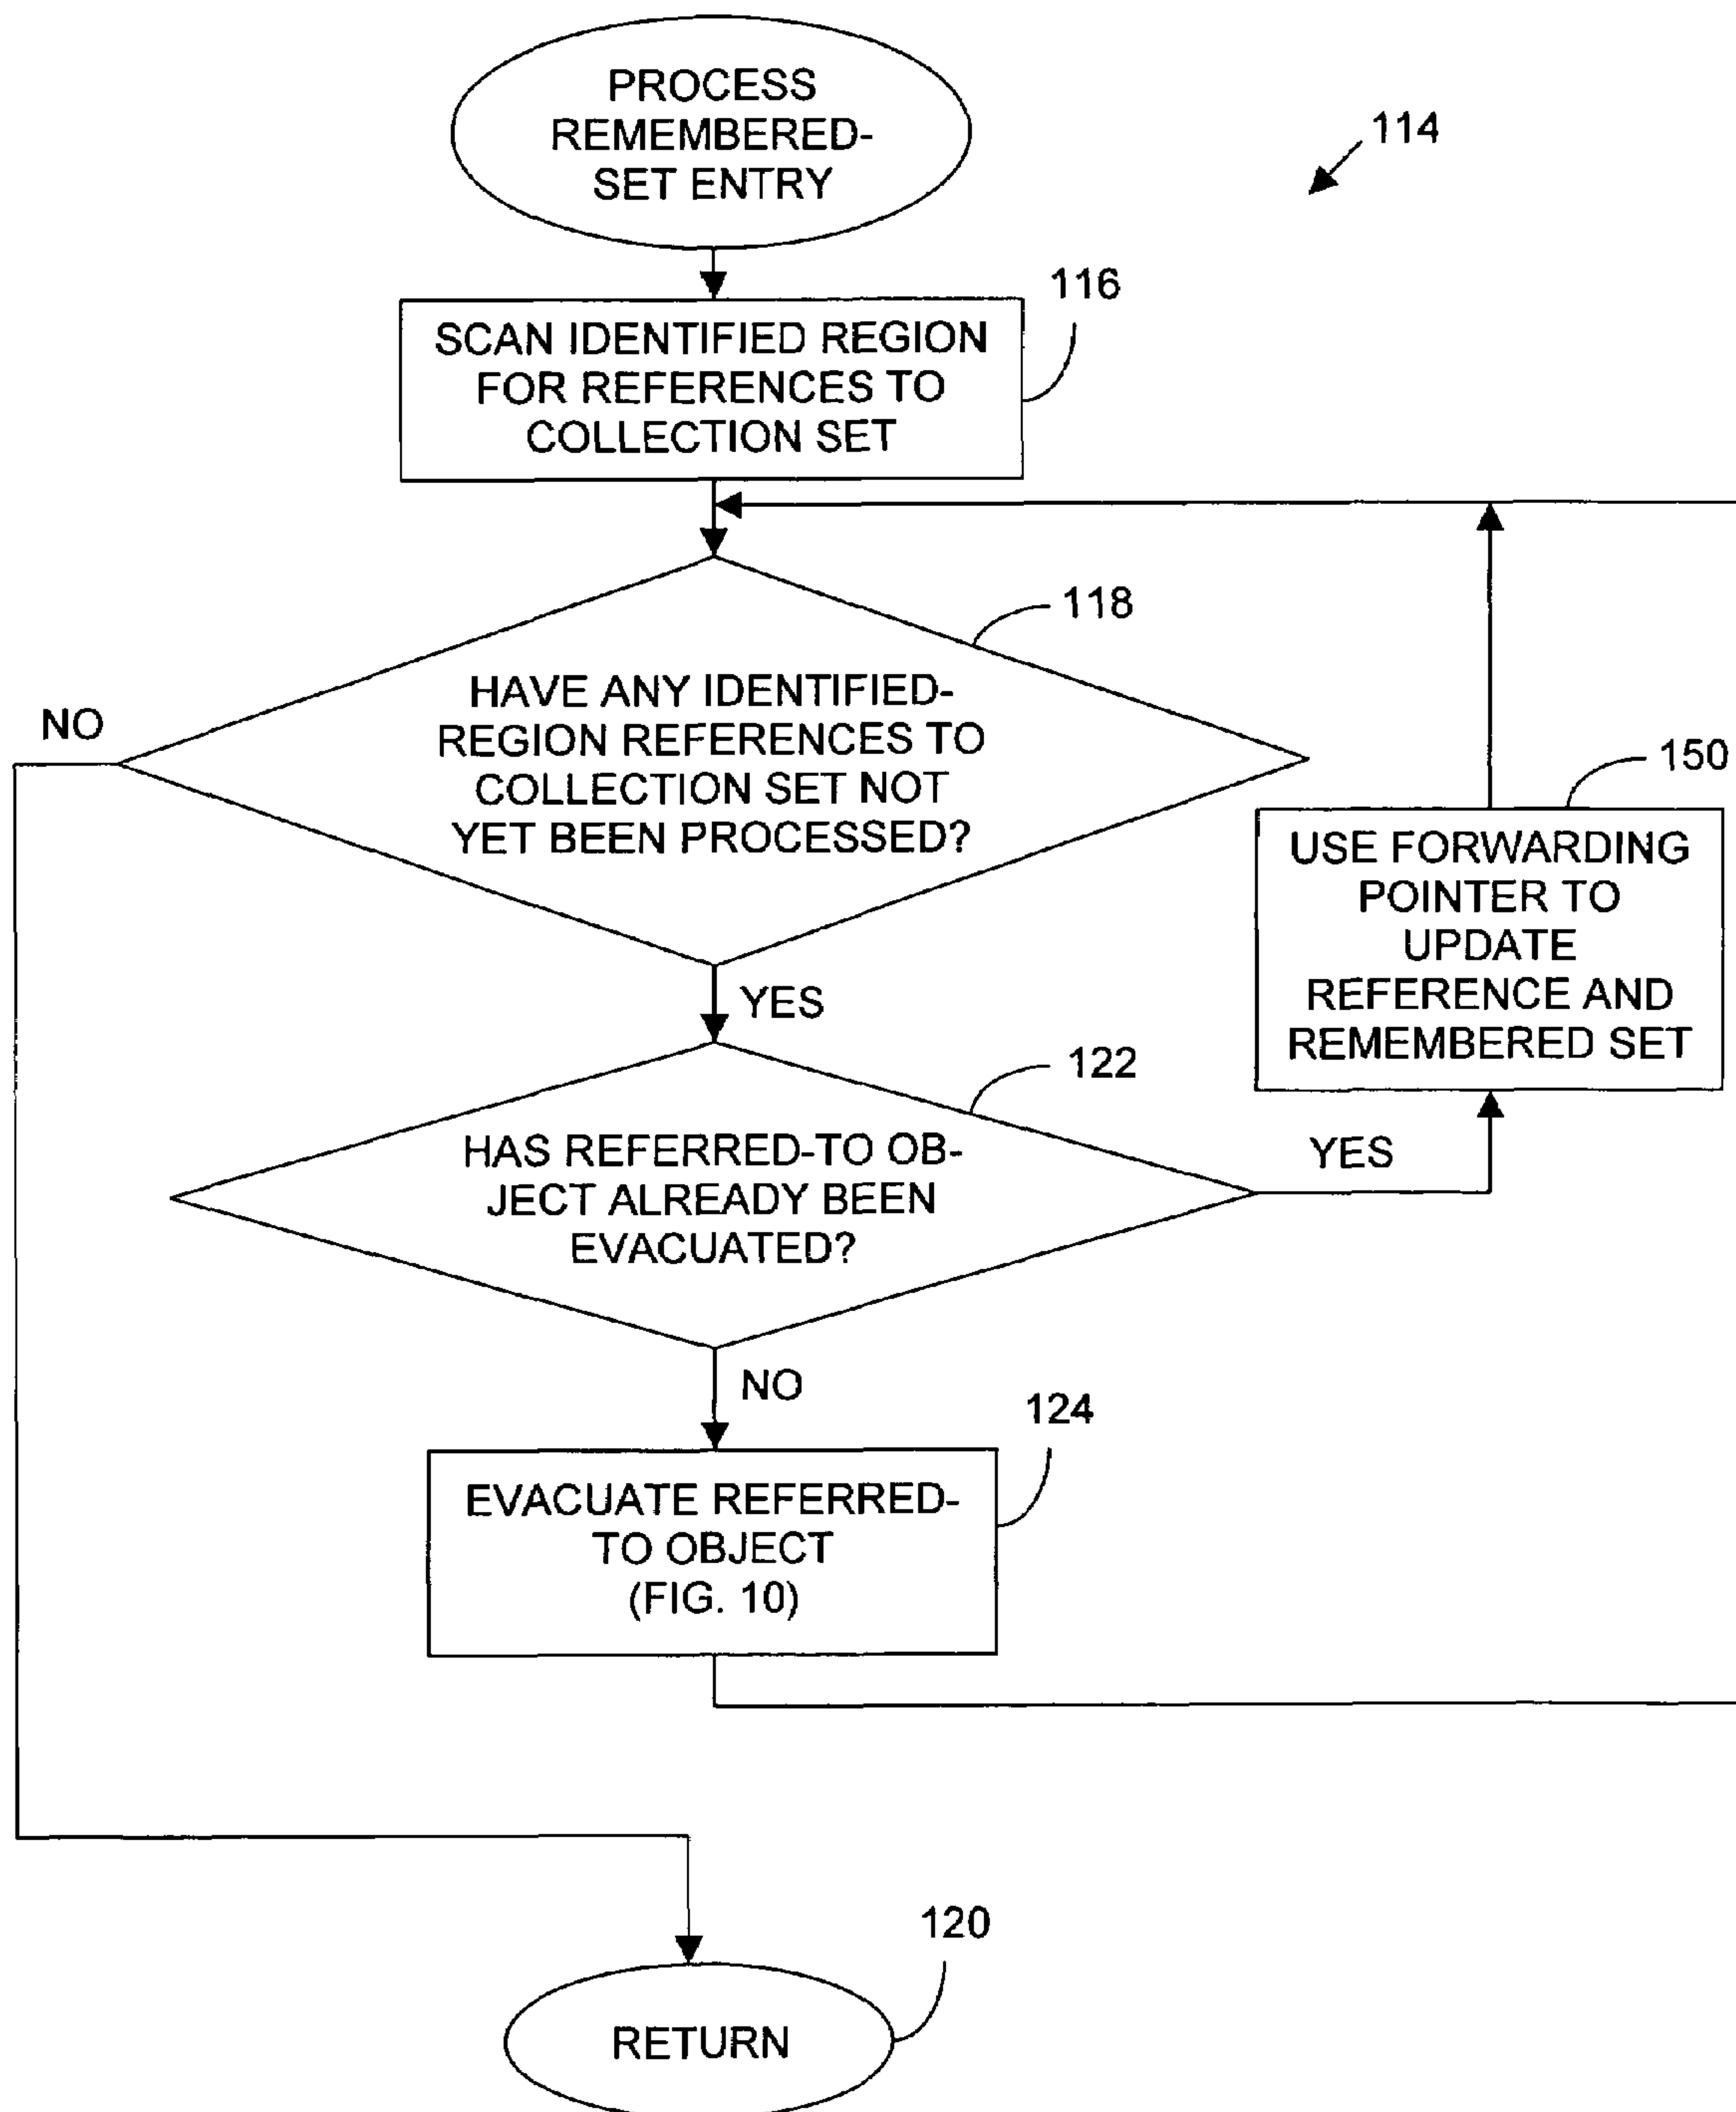 PROCESS
REMEMBERED-
SET ENTRY
114
116
SCAN IDENTIFIED REGION
FOR REFERENCES TO
COLLECTION SET
118
HAVE ANY IDENTIFIED-
REGION REFERENCES TO
COLLECTION SET NOT
YET BEEN PROCESSED?
NO
150
USE FORWARDING
POINTER TO
UPDATE
REFERENCE AND
REMEMBERED SET
YES
122
HAS REFERRED-TO OB-
JECT ALREADY BEEN
EVACUATED?
YES
NO
124
EVACUATE REFERRED-
TO OBJECT
(FIG. 10)
120
RETURN